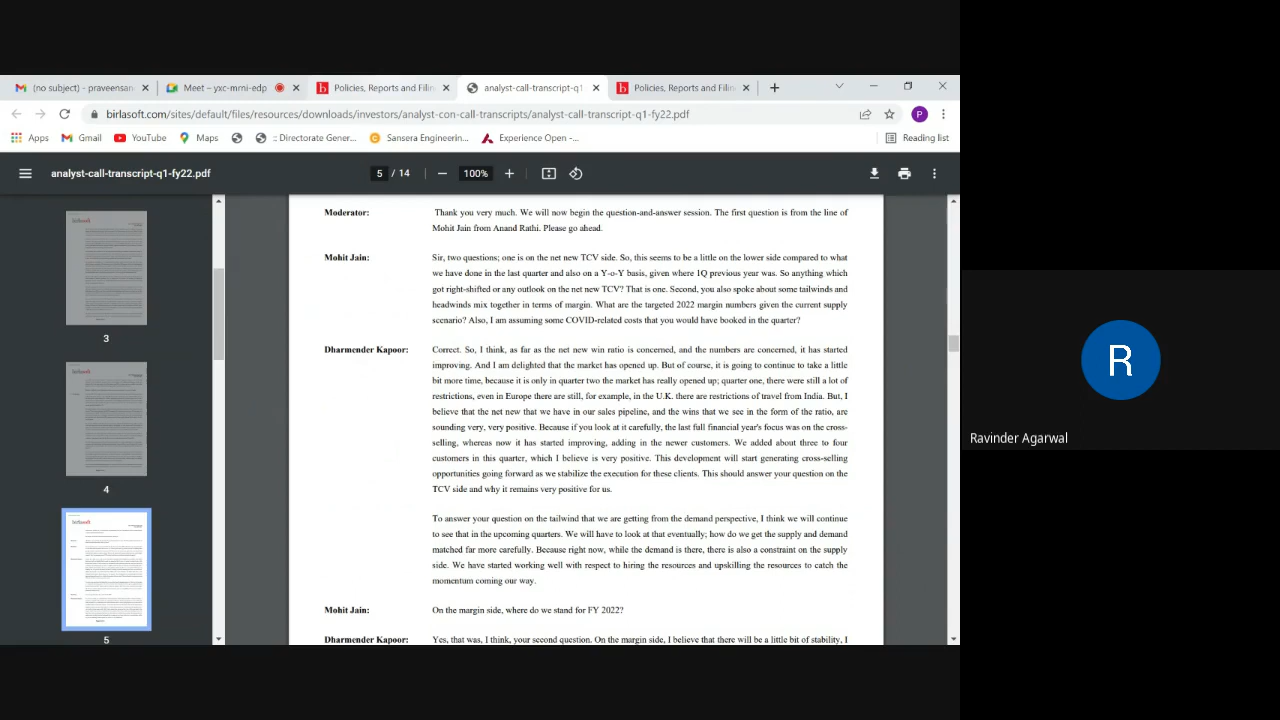 (no subject) - praveensan
Meet – yxc-mrni-edp
Policies, Reports and Filin
analyst-call-transcript-q1
Policies, Reports and Filin
birlasoft.com/sites/default/files/resources/downloads/investors/analyst-con-call-transcripts/analyst-call-transcript-q1-fy22.pdf
P
Apps
Gmail
YouTube
Maps
:: Directorate Gener...
Sansera Engineerin...
Experience Open -...
Reading list
analyst-call-transcript-q1-fy22.pdf
5 / 14
100%
3
4
5
Moderator: Thank you very much. We will now begin the question-and-answer session. The first question is from the line of
Mohit Jain from Anand Rathi. Please go ahead.
Mohit Jain: Sir, two questions; one is on the net new TCV side. So, this seems to be a little on the lower side compared to what
we have done in the last quarter and also on a Y-o-Y basis, given where 1Q previous year was. So anything which
got right-shifted or any outlook on the net new TCV? That is one. Second, you also spoke about some tailwinds and
headwinds mix together in terms of margin. What are the targeted 2022 margin numbers given the current supply
scenario? Also, I am assuming some COVID-related costs that you would have booked in the quarter?
Dharmender Kapoor: Correct. So, I think, as far as the net new win ratio is concerned, and the numbers are concerned, it has started
improving. And I am delighted that the market has opened up. But of course, it is going to continue to take a little
bit more time, because it is only in quarter two the market has really opened up; quarter one, there were still a lot of
restrictions, even in Europe there are still, for example, in the U.K. there are restrictions of travel from India. But, I
believe that the net new that we have in our sales pipeline, and the wins that we see in the form of the ratio, are
sounding very, very positive. Because if you look at it carefully, the last full financial year's focus was on the cross-
selling, whereas now it has started improving, adding in the newer customers. We added about three to four
customers in this quarter, which I believe is very positive. This development will start generating cross-selling
opportunities going forward as we stabilize the execution for these clients. This should answer your question on the
TCV side and why it remains very positive for us.
To answer your question on the tailwind that we are getting from the demand perspective, I think we will continue
to see that in the upcoming quarters. We will have to look at that eventually; how do we get the supply and demand
matched far more carefully. Because right now, while the demand is there, there is also a constraint on the supply
side. We have started working well with respect to hiring the resources and upskilling the resources to catch the
momentum coming our way.
Mohit Jain: On the margin side, where do we stand for FY 2022?
Dharmender Kapoor: Yes, that was, I think, your second question. On the margin side, I believe that there will be a little bit of stability, I
R
Ravinder Agarwal